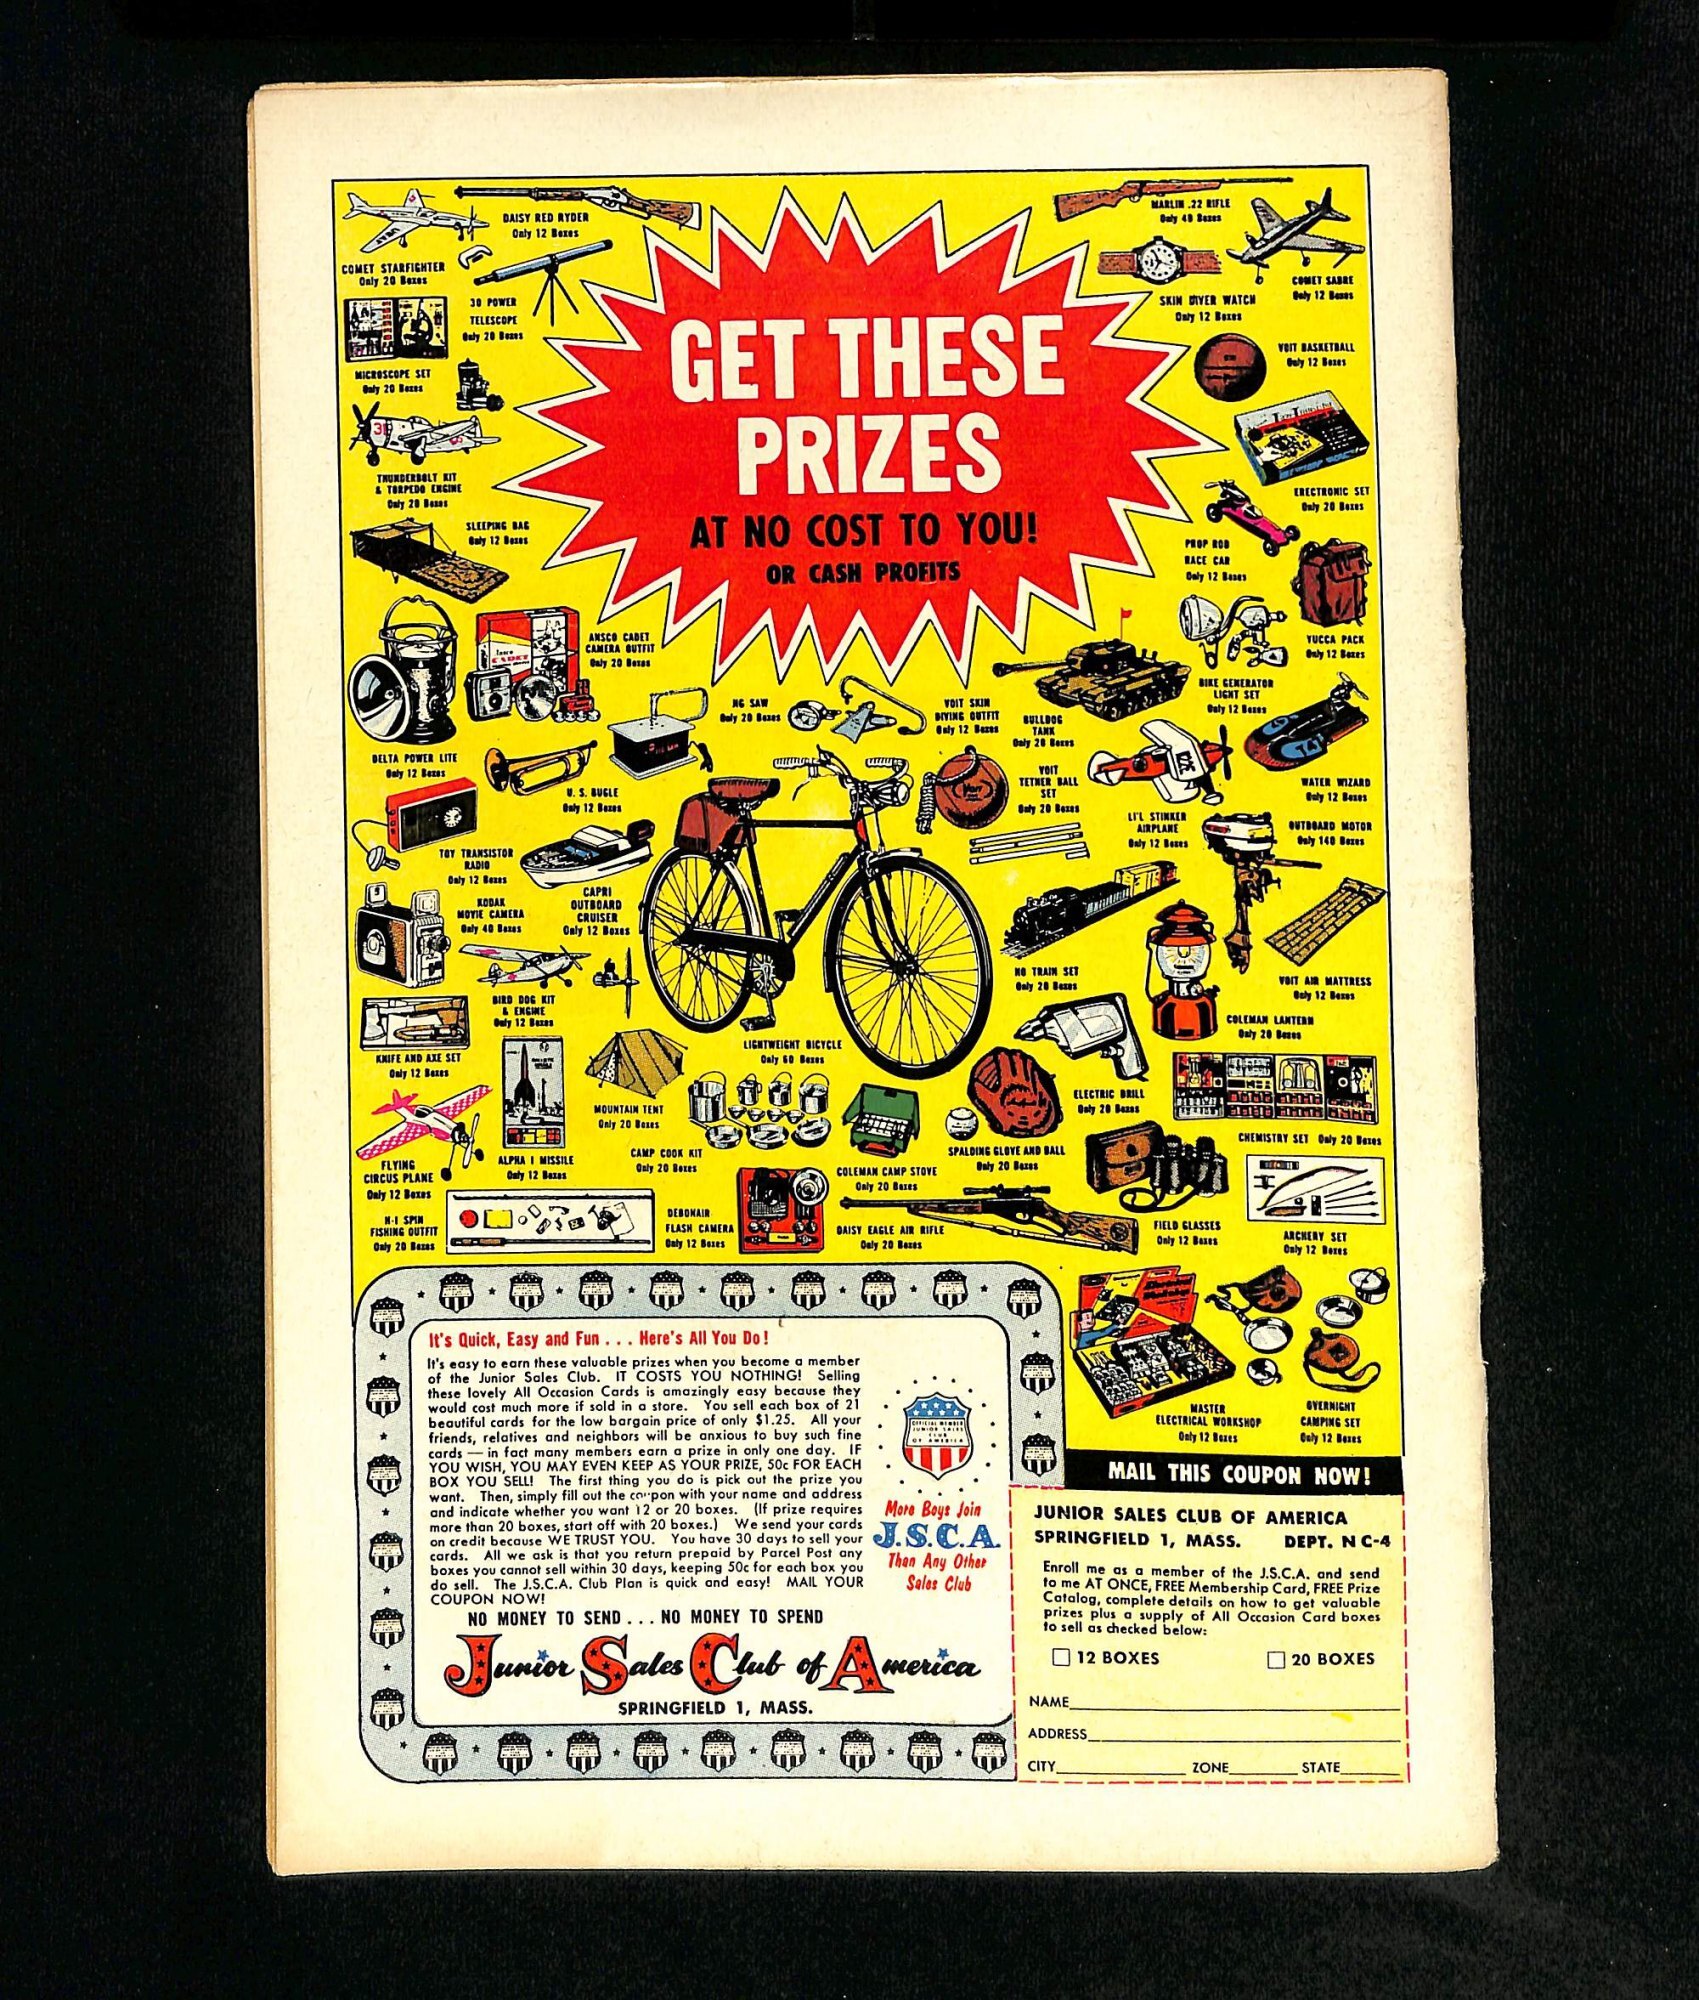 DAISY RED RYDER
Only 12 Boxes
MARLIN .22 RIFLE
Only 49 Boxes
COMET STARFIGHTER
Only 20 Boxes
COMET SABRE
Only 12 Boxes
30 POWER
TELESCOPE
Only 20 Boxes
SKIN DIVER WATCH
Only 12 Boxes
GET THESE
PRIZES
AT NO COST TO YOU!
OR CASH PROFITS
MICROSCOPE SET
Only 20 Boxes
VOIT BASKETBALL
Only 12 Boxes
THUNDERBOLT KIT
& TORPEDO ENGINE
Only 20 Boxes
ERECTRONIC SET
Only 20 Boxes
SLEEPING BAG
Only 12 Boxes
PROP ROD
RACE CAR
Only 12 Boxes
ANSCO CADET
CAMERA OUTFIT
Only 20 Boxes
YUCCA PACK
Only 12 Boxes
BIKE GENERATOR
LIGHT SET
Only 12 Boxes
HG SAW
Only 20 Boxes
VOIT SKIN
DIVING OUTFIT
Only 12 Boxes
BULLDOG
TANK
Only 20 Boxes
DELTA POWER LITE
Only 12 Boxes
U. S. BUGLE
Only 12 Boxes
VOIT
TETHER BALL
SET
Only 20 Boxes
WATER WIZARD
Only 12 Boxes
LI'L STINKER
AIRPLANE
Only 12 Boxes
OUTBOARD MOTOR
Only 140 Boxes
TOY TRANSISTOR
RADIO
Only 12 Boxes
CAPRI
OUTBOARD
CRUISER
Only 12 Boxes
KODAK
MOVIE CAMERA
Only 40 Boxes
HO TRAIN SET
Only 20 Boxes
VOIT AIR MATTRESS
Only 12 Boxes
BIRD DOG KIT
& ENGINE
Only 12 Boxes
COLEMAN LANTERN
Only 20 Boxes
KNIFE AND AXE SET
Only 12 Boxes
LIGHTWEIGHT BICYCLE
Only 60 Boxes
MOUNTAIN TENT
Only 20 Boxes
ELECTRIC DRILL
Only 20 Boxes
CHEMISTRY SET Only 20 Boxes
FLYING
CIRCUS PLANE
Only 12 Boxes
ALPHA I MISSILE
Only 12 Boxes
CAMP COOK KIT
Only 20 Boxes
COLEMAN CAMP STOVE
Only 20 Boxes
SPALDING GLOVE AND BALL
Only 20 Boxes
H-I SPIN
FISHING OUTFIT
Only 20 Boxes
DEBONAIR
FLASH CAMERA
Only 12 Boxes
DAISY EAGLE AIR RIFLE
Only 20 Boxes
FIELD GLASSES
Only 12 Boxes
ARCHERY SET
Only 12 Boxes
MASTER
ELECTRICAL WORKSHOP
Only 12 Boxes
OVERNIGHT
CAMPING SET
Only 12 Boxes
It's Quick, Easy and Fun . . . Here's All You Do!
It's easy to earn these valuable prizes when you become a member
of the Junior Sales Club. IT COSTS YOU NOTHING! Selling
these lovely All Occasion Cards is amazingly easy because they
would cost much more if sold in a store. You sell each box of 21
beautiful cards for the low bargain price of only $1.25. All your
friends, relatives and neighbors will be anxious to buy such fine
cards — in fact many members earn a prize in only one day. IF
YOU WISH, YOU MAY EVEN KEEP AS YOUR PRIZE, 50c FOR EACH
BOX YOU SELL! The first thing you do is pick out the prize you
want. Then, simply fill out the coupon with your name and address
and indicate whether you want 12 or 20 boxes. (If prize requires
more than 20 boxes, start off with 20 boxes.) We send your cards
on credit because WE TRUST YOU. You have 30 days to sell your
cards. All we ask is that you return prepaid by Parcel Post any
boxes you cannot sell within 30 days, keeping 50c for each box you
do sell. The J.S.C.A. Club Plan is quick and easy! MAIL YOUR
COUPON NOW!
NO MONEY TO SEND . . . NO MONEY TO SPEND
Junior Sales Club of America
SPRINGFIELD 1, MASS.
OFFICIAL MEMBER
JUNIOR SALES
CLUB
OF AMERICA
More Boys Join
J.S.C.A.
Than Any Other
Sales Club
MAIL THIS COUPON NOW!
JUNIOR SALES CLUB OF AMERICA
SPRINGFIELD 1, MASS. DEPT. N C-4
Enroll me as a member of the J.S.C.A. and send
to me AT ONCE, FREE Membership Card, FREE Prize
Catalog, complete details on how to get valuable
prizes plus a supply of All Occasion Card boxes
to sell as checked below:
12 BOXES 20 BOXES
NAME
ADDRESS
CITY ZONE STATE